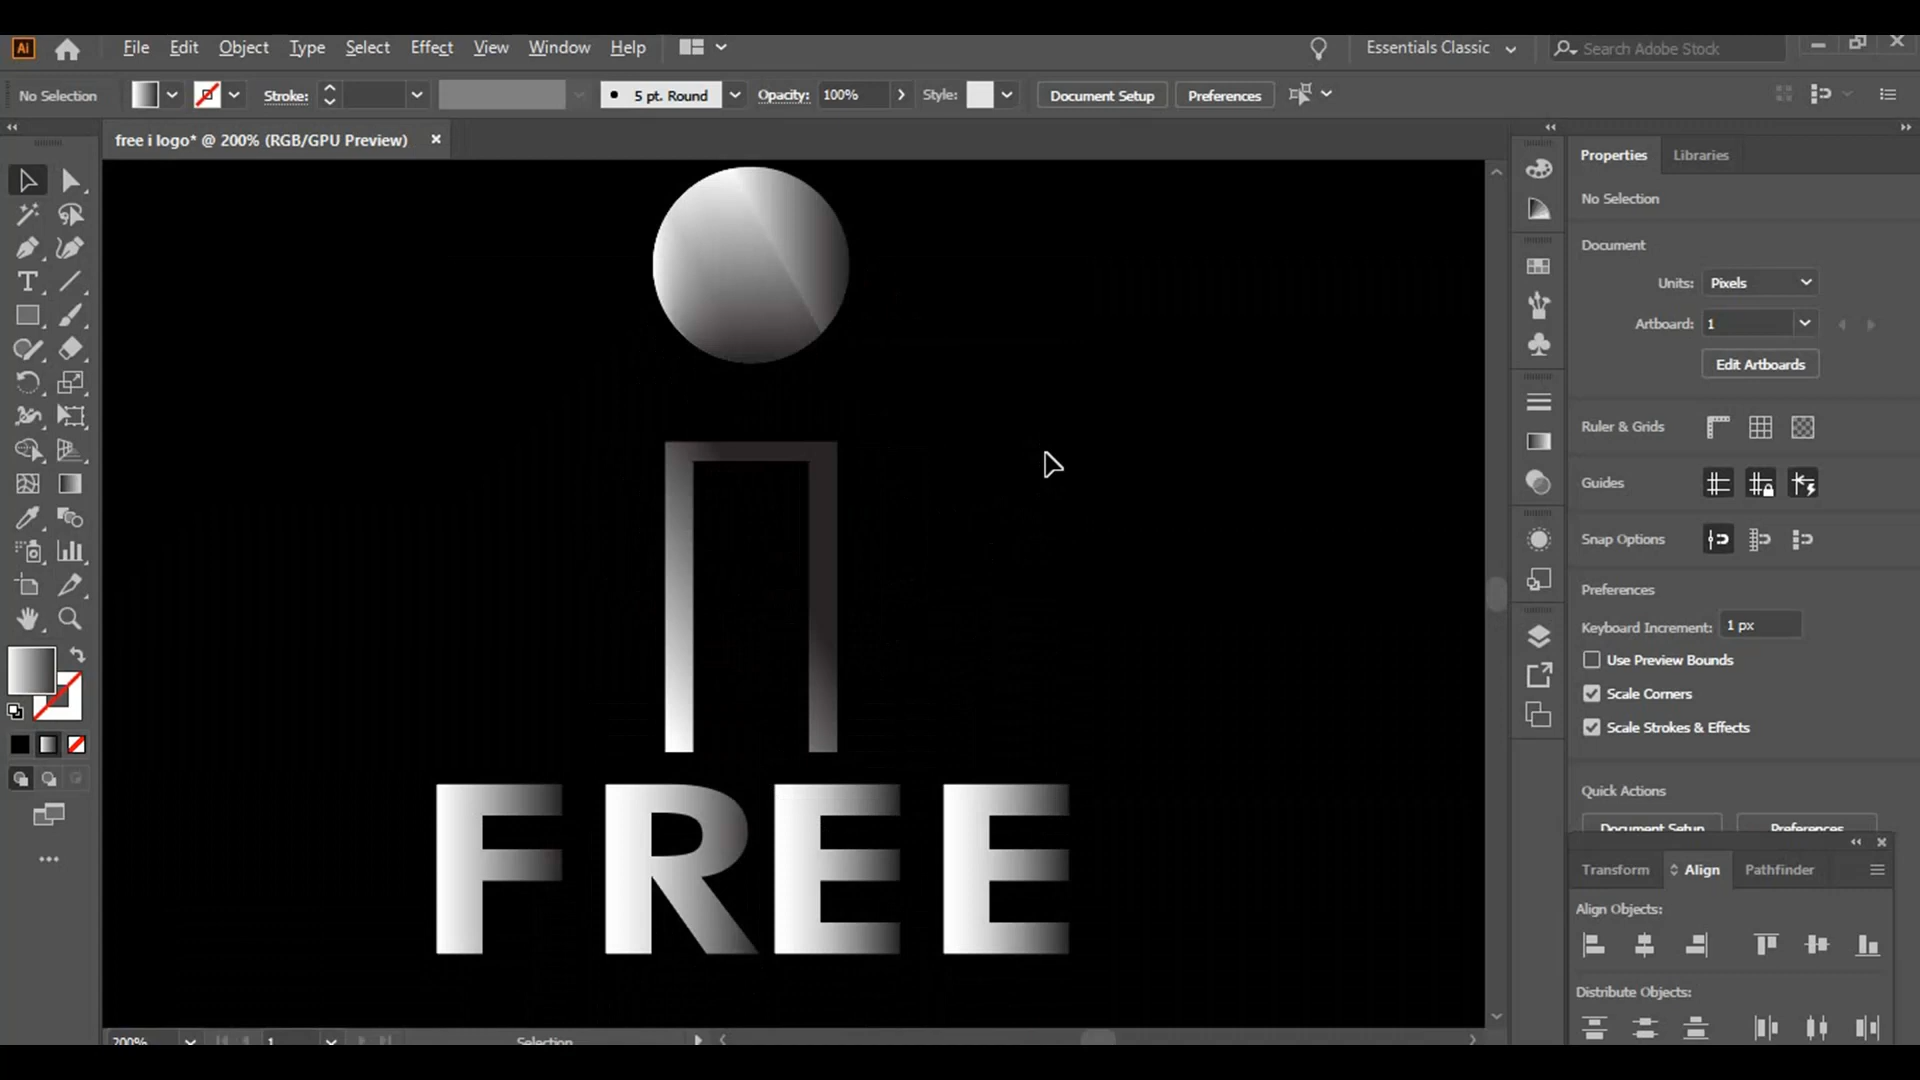 Ai File Edit Object Type Select Effect View Window Help Essentials Classic Search Adobe Stock
No Selection Stroke: 5 pt. Round Opacity: 100% Style: Document Setup Preferences
free i logo* @ 200% (RGB/GPU Preview)
Properties Libraries
No Selection
Document
Units: Pixels
Artboard: 1
Edit Artboards
Ruler & Grids
Guides
Snap Options
Preferences
Keyboard Increment: 1 px
Use Preview Bounds
Scale Corners
Scale Strokes & Effects
Quick Actions
Document Setup Preferences
FREE
Transform Align Pathfinder
Align Objects:
Distribute Objects:
200% 1 Selection